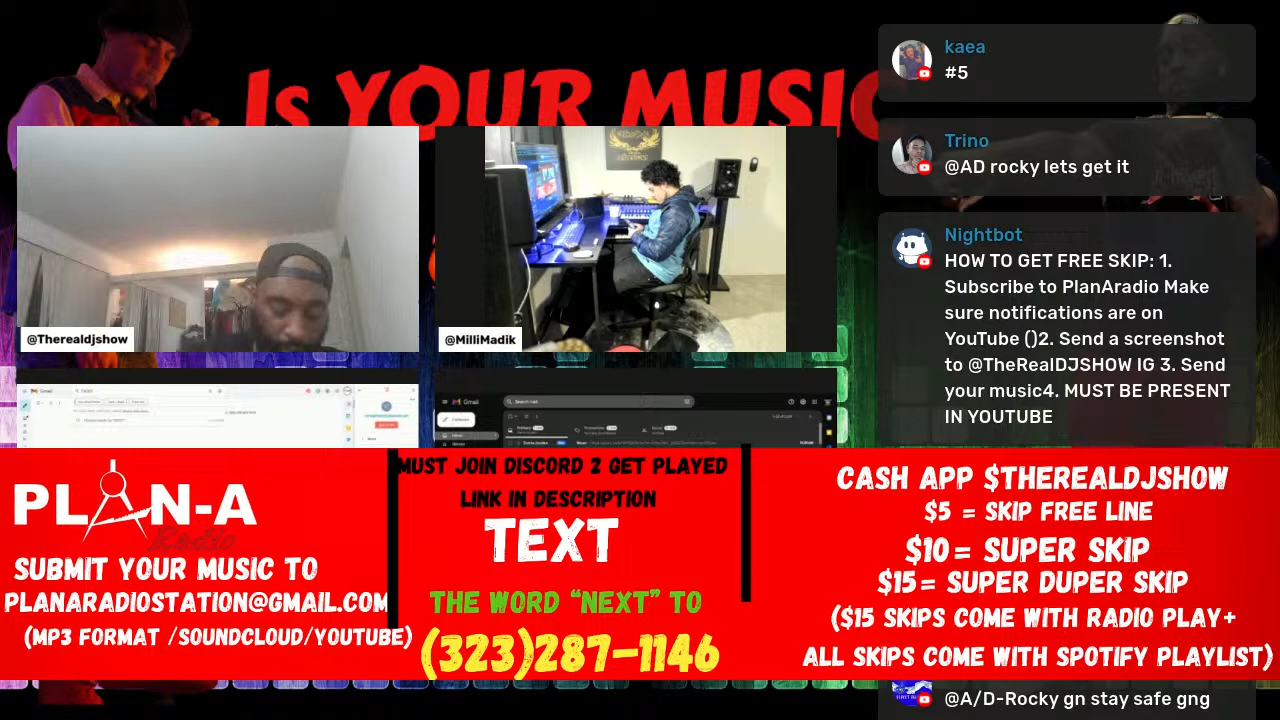 Is YOUR MUSIC
@Therealdjshow
@MilliMadik
Gmail
Gmail
kaea
#5
Trino
@AD rocky lets get it
Nightbot
HOW TO GET FREE SKIP: 1.
Subscribe to PlanAradio Make
sure notifications are on
YouTube ()2. Send a screenshot
to @TheRealDJSHOW IG 3. Send
your music4. MUST BE PRESENT
IN YOUTUBE
PLAN-A
Radio
SUBMIT YOUR MUSIC TO
PLANARADIOSTATION@GMAIL.COM
(MP3 FORMAT /SOUNDCLOUD/YOUTUBE)
MUST JOIN DISCORD 2 GET PLAYED
LINK IN DESCRIPTION
TEXT
THE WORD “NEXT” TO
(323)287-1146
CASH APP $THEREALDJSHOW
$5 = SKIP FREE LINE
$10= SUPER SKIP
$15= SUPER DUPER SKIP
($15 SKIPS COME WITH RADIO PLAY+
ALL SKIPS COME WITH SPOTIFY PLAYLIST)
@A/D-Rocky gn stay safe gng